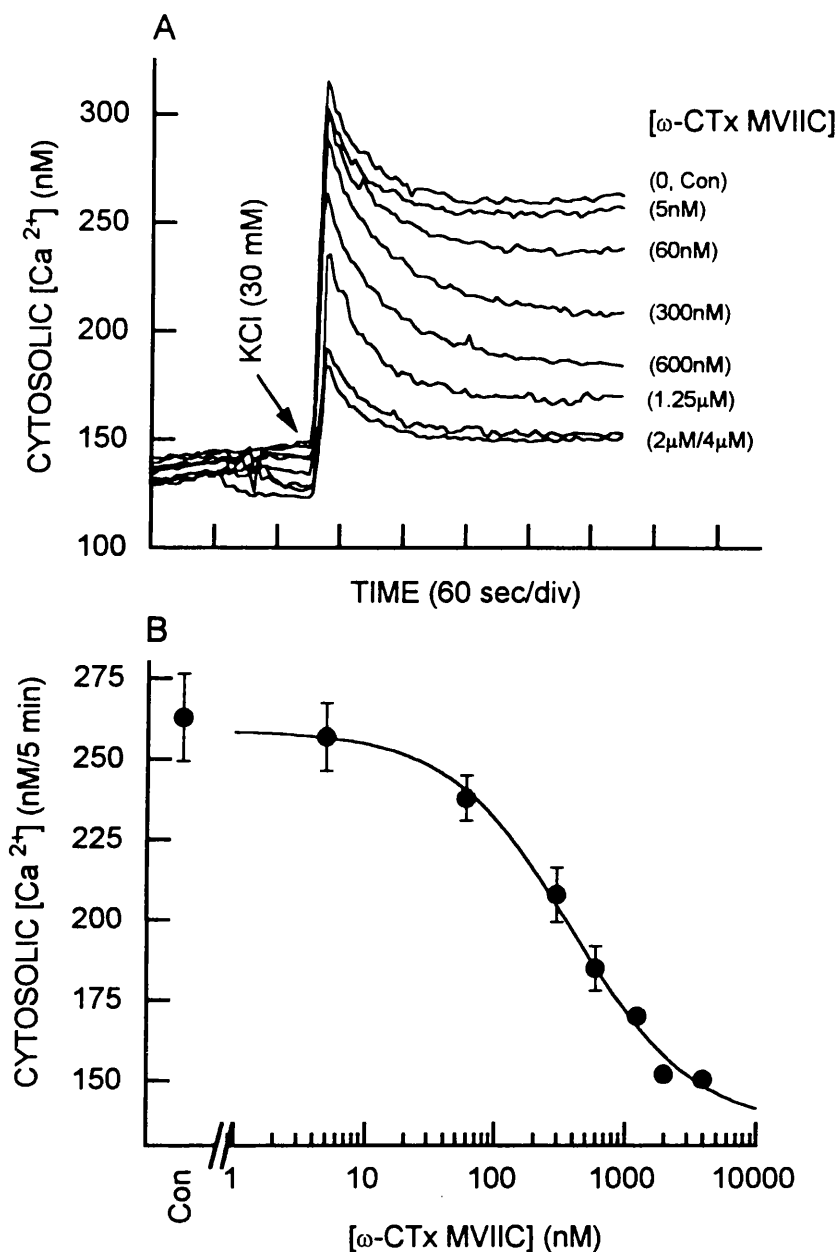 A
CYTOSOLIC [Ca 2+] (nM)
300
250
200
150
100
KCl (30 mM)
[ω-CTx MVIIC]
(0, Con)
(5nM)
(60nM)
(300nM)
(600nM)
(1.25μM)
(2μM/4μM)
TIME (60 sec/div)
B
CYTOSOLIC [Ca 2+] (nM/5 min)
275
250
225
200
175
150
Con
1 10 100 1000 10000
[ω-CTx MVIIC] (nM)